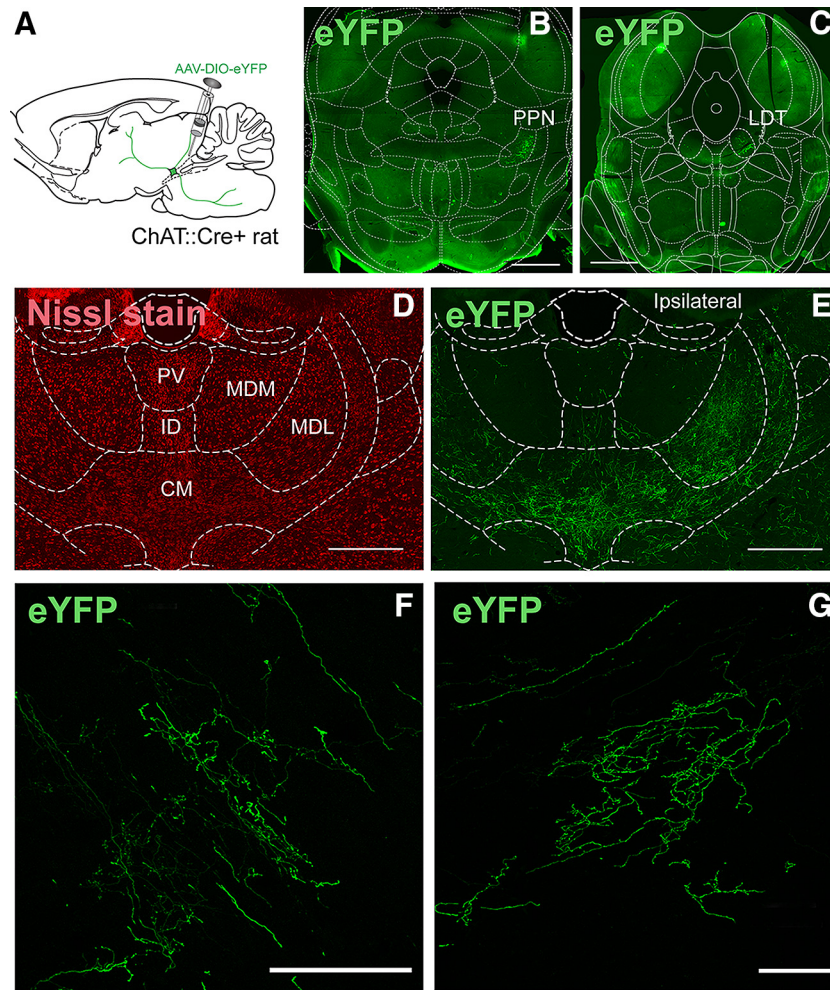 A
AAV-DIO-eYFP
ChAT::Cre+ rat
eYFP
B
PPN
eYFP
C
LDT
Nissl stain
D
PV
MDM
ID
MDL
CM
Ipsilateral
eYFP
E
eYFP
F
eYFP
G